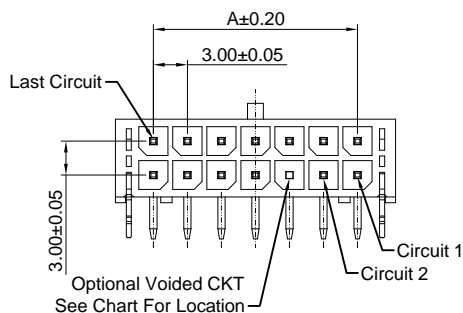 A±0.20
3.00±0.05
Last Circuit
3.00±0.05
Circuit 1
Circuit 2
Optional Voided CKT
See Chart For Location